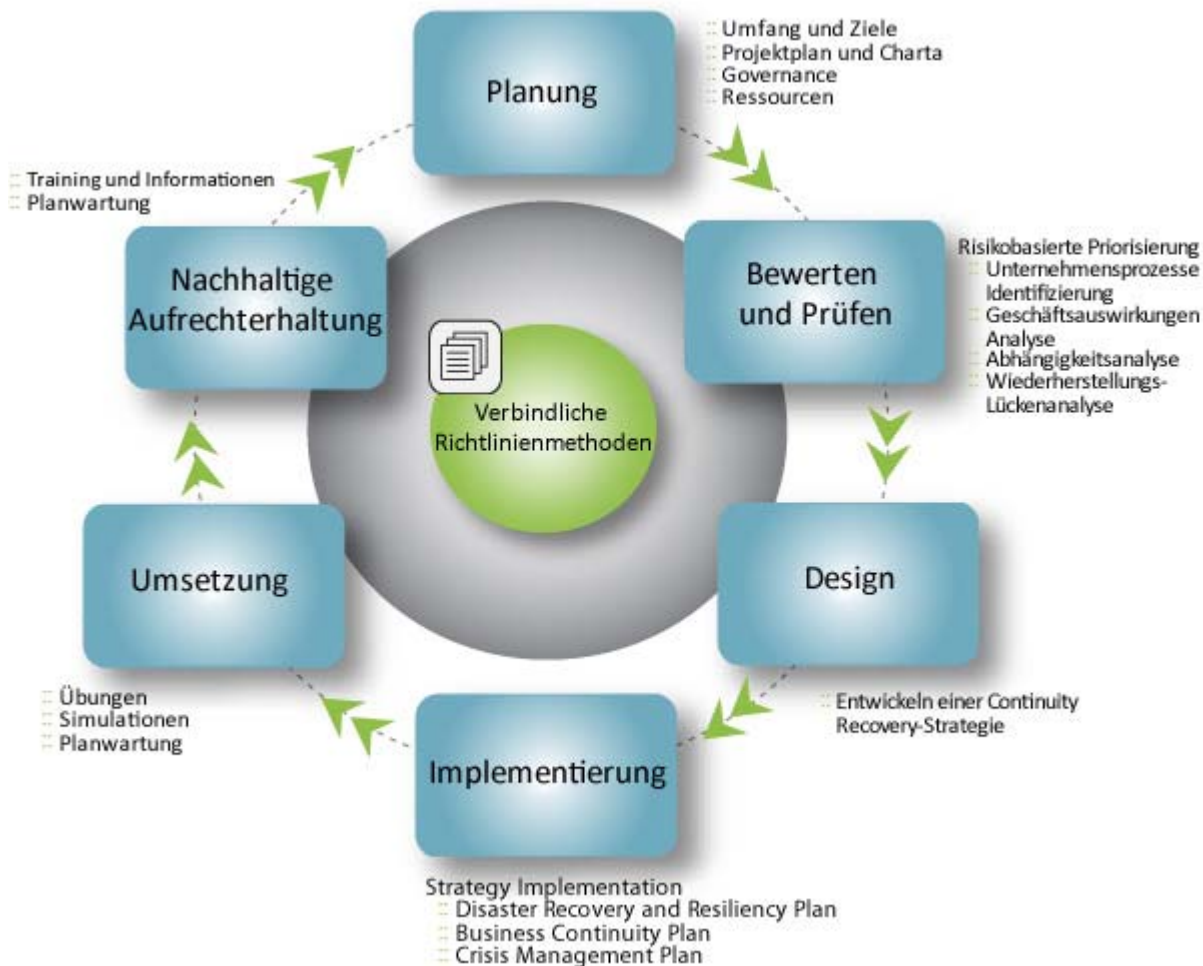 Planung
:: Umfang und Ziele
:: Projektplan und Charta
:: Governance
:: Ressourcen
Bewerten
und Prüfen
Risikobasierte Priorisierung
:: Unternehmensprozesse
Identifizierung
:: Geschäftsauswirkungen
Analyse
:: Abhängigkeitsanalyse
:: Wiederherstellungs-
Lückenanalyse
Design
:: Entwickeln einer Continuity
Recovery-Strategie
Implementierung
Strategy Implementation
:: Disaster Recovery and Resiliency Plan
:: Business Continuity Plan
:: Crisis Management Plan
Umsetzung
:: Übungen
:: Simulationen
:: Planwartung
Nachhaltige
Aufrechterhaltung
:: Training und Informationen
:: Planwartung
Verbindliche
Richtlinienmethoden